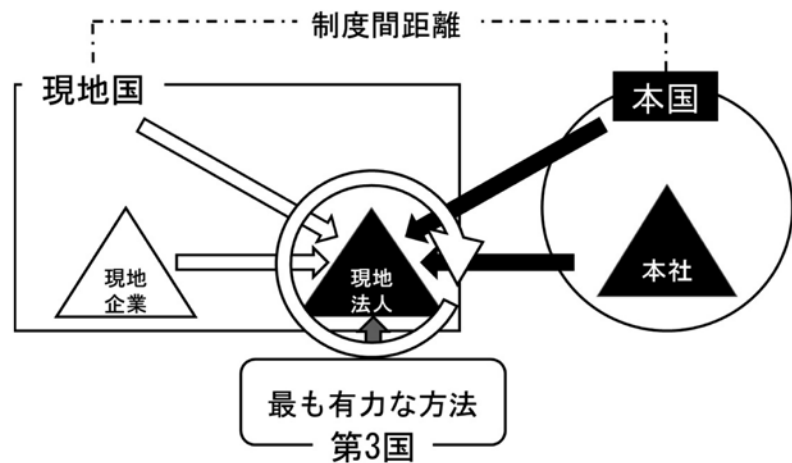 制度間距離
現地国
本国
現地
企業
現地
法人
本社
最も有力な方法
第3国